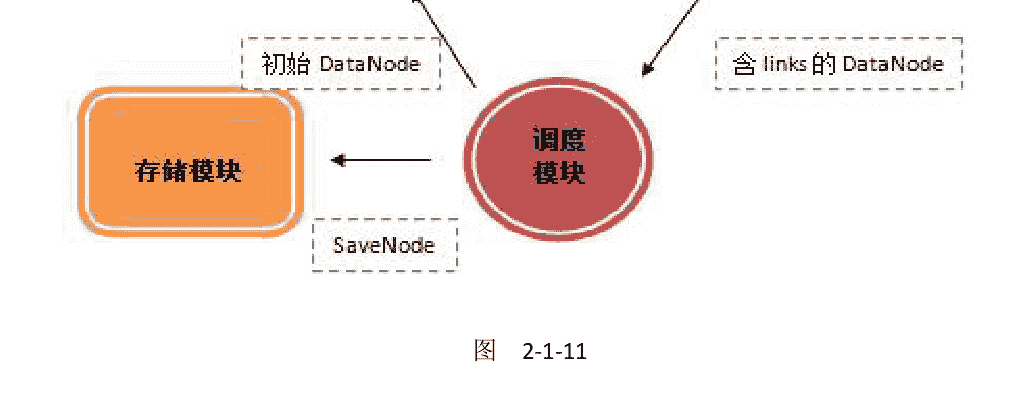 初始 DataNode
含 links 的 DataNode
调度
模块
存储模块
SaveNode
图 2-1-11